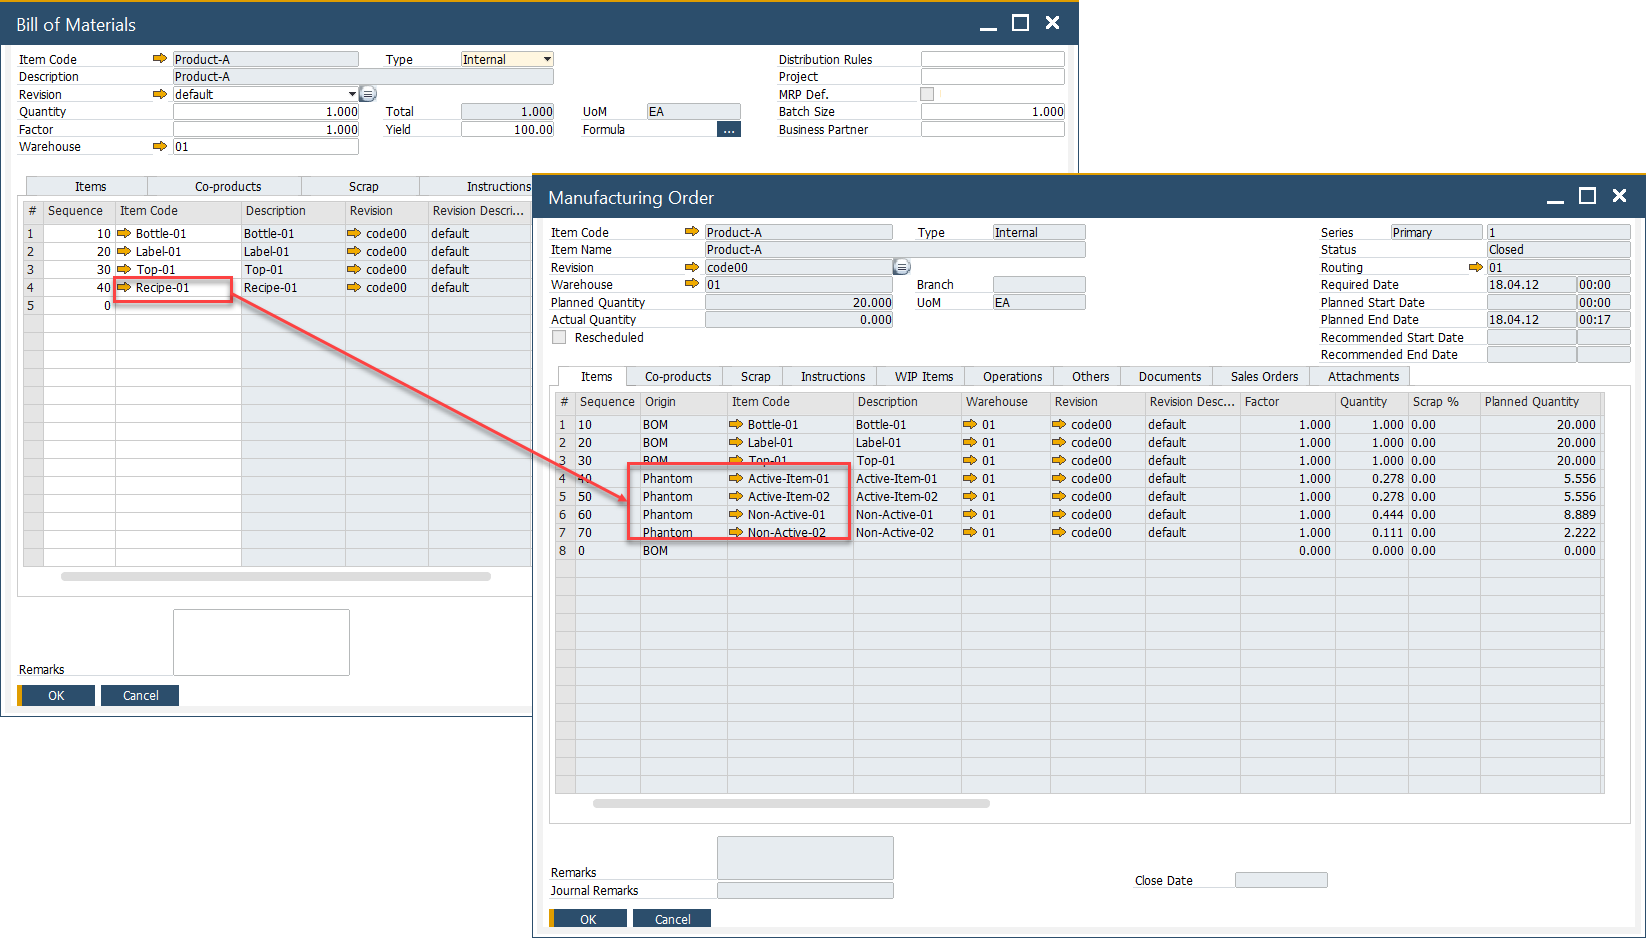 Bill of Materials
Item Code Product-A Type Internal Distribution Rules
Description Product-A Project
Revision default MRP Def.
Quantity 1.000 Total 1.000 UoM EA Batch Size 1.000
Factor 1.000 Yield 100.00 Formula ... Business Partner
Warehouse 01
Items Co-products Scrap Instructions
# Sequence Item Code Description Revision Revision Descri...
1 10 Bottle-01 Bottle-01 code00 default
2 20 Label-01 Label-01 code00 default
3 30 Top-01 Top-01 code00 default
4 40 Recipe-01 Recipe-01 code00 default
5 0
Remarks
OK Cancel
Manufacturing Order
Item Code Product-A Type Internal Series Primary 1
Item Name Product-A Status Closed
Revision code00 Routing 01
Warehouse 01 Branch Required Date 18.04.12 00:00
Planned Quantity 20.000 UoM EA Planned Start Date 00:00
Actual Quantity 0.000 Planned End Date 18.04.12 00:17
Rescheduled Recommended Start Date
Recommended End Date
Items Co-products Scrap Instructions WIP Items Operations Others Documents Sales Orders Attachments
# Sequence Origin Item Code Description Warehouse Revision Revision Desc... Factor Quantity Scrap % Planned Quantity
1 10 BOM Bottle-01 Bottle-01 01 code00 default 1.000 1.000 0.00 20.000
2 20 BOM Label-01 Label-01 01 code00 default 1.000 1.000 0.00 20.000
3 30 BOM Top-01 Top-01 01 code00 default 1.000 1.000 0.00 20.000
4 40 Phantom Active-Item-01 Active-Item-01 01 code00 default 1.000 0.278 0.00 5.556
5 50 Phantom Active-Item-02 Active-Item-02 01 code00 default 1.000 0.278 0.00 5.556
6 60 Phantom Non-Active-01 Non-Active-01 01 code00 default 1.000 0.444 0.00 8.889
7 70 Phantom Non-Active-02 Non-Active-02 01 code00 default 1.000 0.111 0.00 2.222
8 0 BOM 0.000 0.000 0.00 0.000
Remarks
Close Date
Journal Remarks
OK Cancel